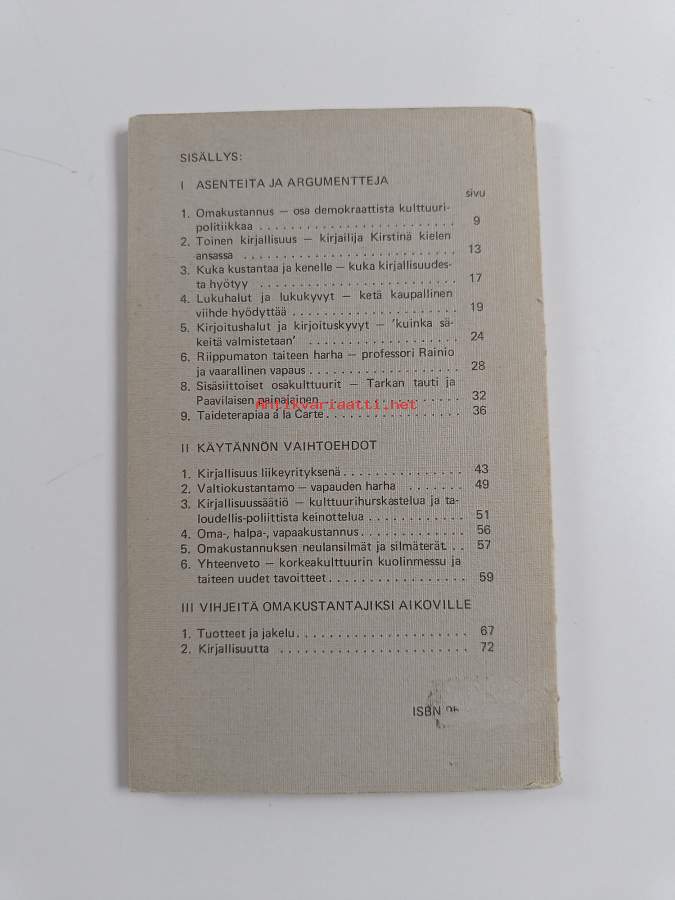 SISÄLLYS:
I ASENTEITA JA ARGUMENTTEJA
sivu
1. Omakustannus – osa demokraattista kulttuuri-
politiikkaa . . . . . . . . . . . . . . . . . . . . . . . . . 9
2. Toinen kirjallisuus – kirjailija Kirstinä kielen
ansassa . . . . . . . . . . . . . . . . . . . . . . . . . . . 13
3. Kuka kustantaa ja kenelle – kuka kirjallisuudes-
ta hyötyy . . . . . . . . . . . . . . . . . . . . . . . . . 17
4. Lukuhalut ja lukukyvyt – ketä kaupallinen
viihde hyödyttää . . . . . . . . . . . . . . . . . . . . . 19
5. Kirjoitushalut ja kirjoituskyvyt – 'kuinka sä-
keitä valmistetaan' . . . . . . . . . . . . . . . . . . . 24
6. Riippumaton taiteen harha – professori Rainio
ja vaarallinen vapaus . . . . . . . . . . . . . . . . . . . 28
8. Sisäsiittoiset osakulttuurit – Tarkan tauti ja
Paavilaisen painajainen . . . . . . . . . . . . . . . . . . 32
Antikvariaatti.net
9. Taideterapiaa à la Carte . . . . . . . . . . . . . . . . . . 36
II KÄYTÄNNÖN VAIHTOEHDOT
1. Kirjallisuus liikeyrityksenä . . . . . . . . . . . . . . . 43
2. Valtiokustantamo – vapauden harha . . . . . . . 49
3. Kirjallisuussäätiö – kulttuurihurskastelua ja ta-
loudellis-poliittista keinottelua . . . . . . . . . . . . 51
4. Oma-, halpa-, vapaakustannus . . . . . . . . . . . . . 56
5. Omakustannuksen neulansilmät ja silmäterät. . . 57
6. Yhteenveto – korkeakulttuurin kuolinmessu ja
taiteen uudet tavoitteet . . . . . . . . . . . . . . . . . 59
III VIHJEITÄ OMAKUSTANTAJIKSI AIKOVILLE
1. Tuotteet ja jakelu . . . . . . . . . . . . . . . . . . . . . 67
2. Kirjallisuutta . . . . . . . . . . . . . . . . . . . . . . . 72
ISBN